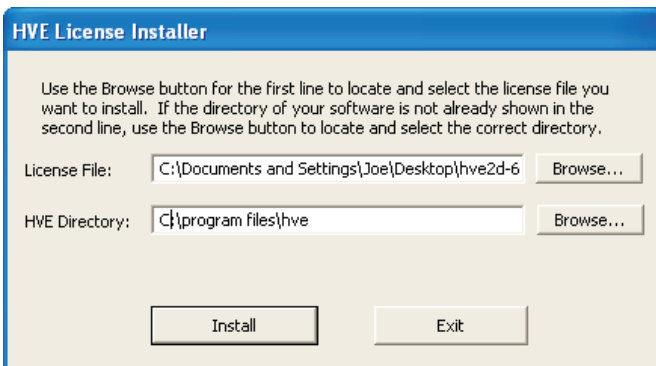 HVE License Installer
Use the Browse button for the first line to locate and select the license file you
want to install. If the directory of your software is not already shown in the
second line, use the Browse button to locate and select the correct directory.
License File: C:\Documents and Settings\Joe\Desktop\hve2d-6 Browse...
HVE Directory: C:\program files\hve Browse...
Install Exit